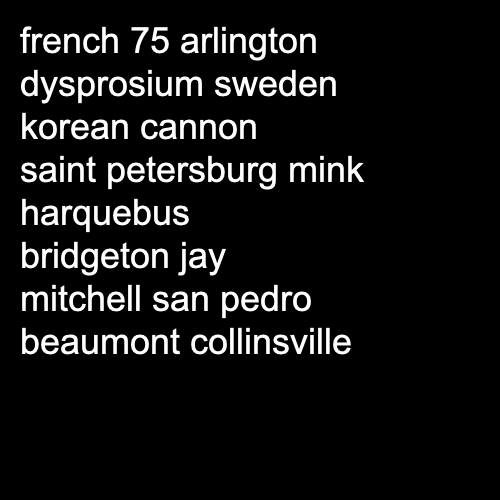 french 75 arlington
dysprosium sweden
korean cannon
saint petersburg mink
harquebus
bridgeton jay
mitchell san pedro
beaumont collinsville